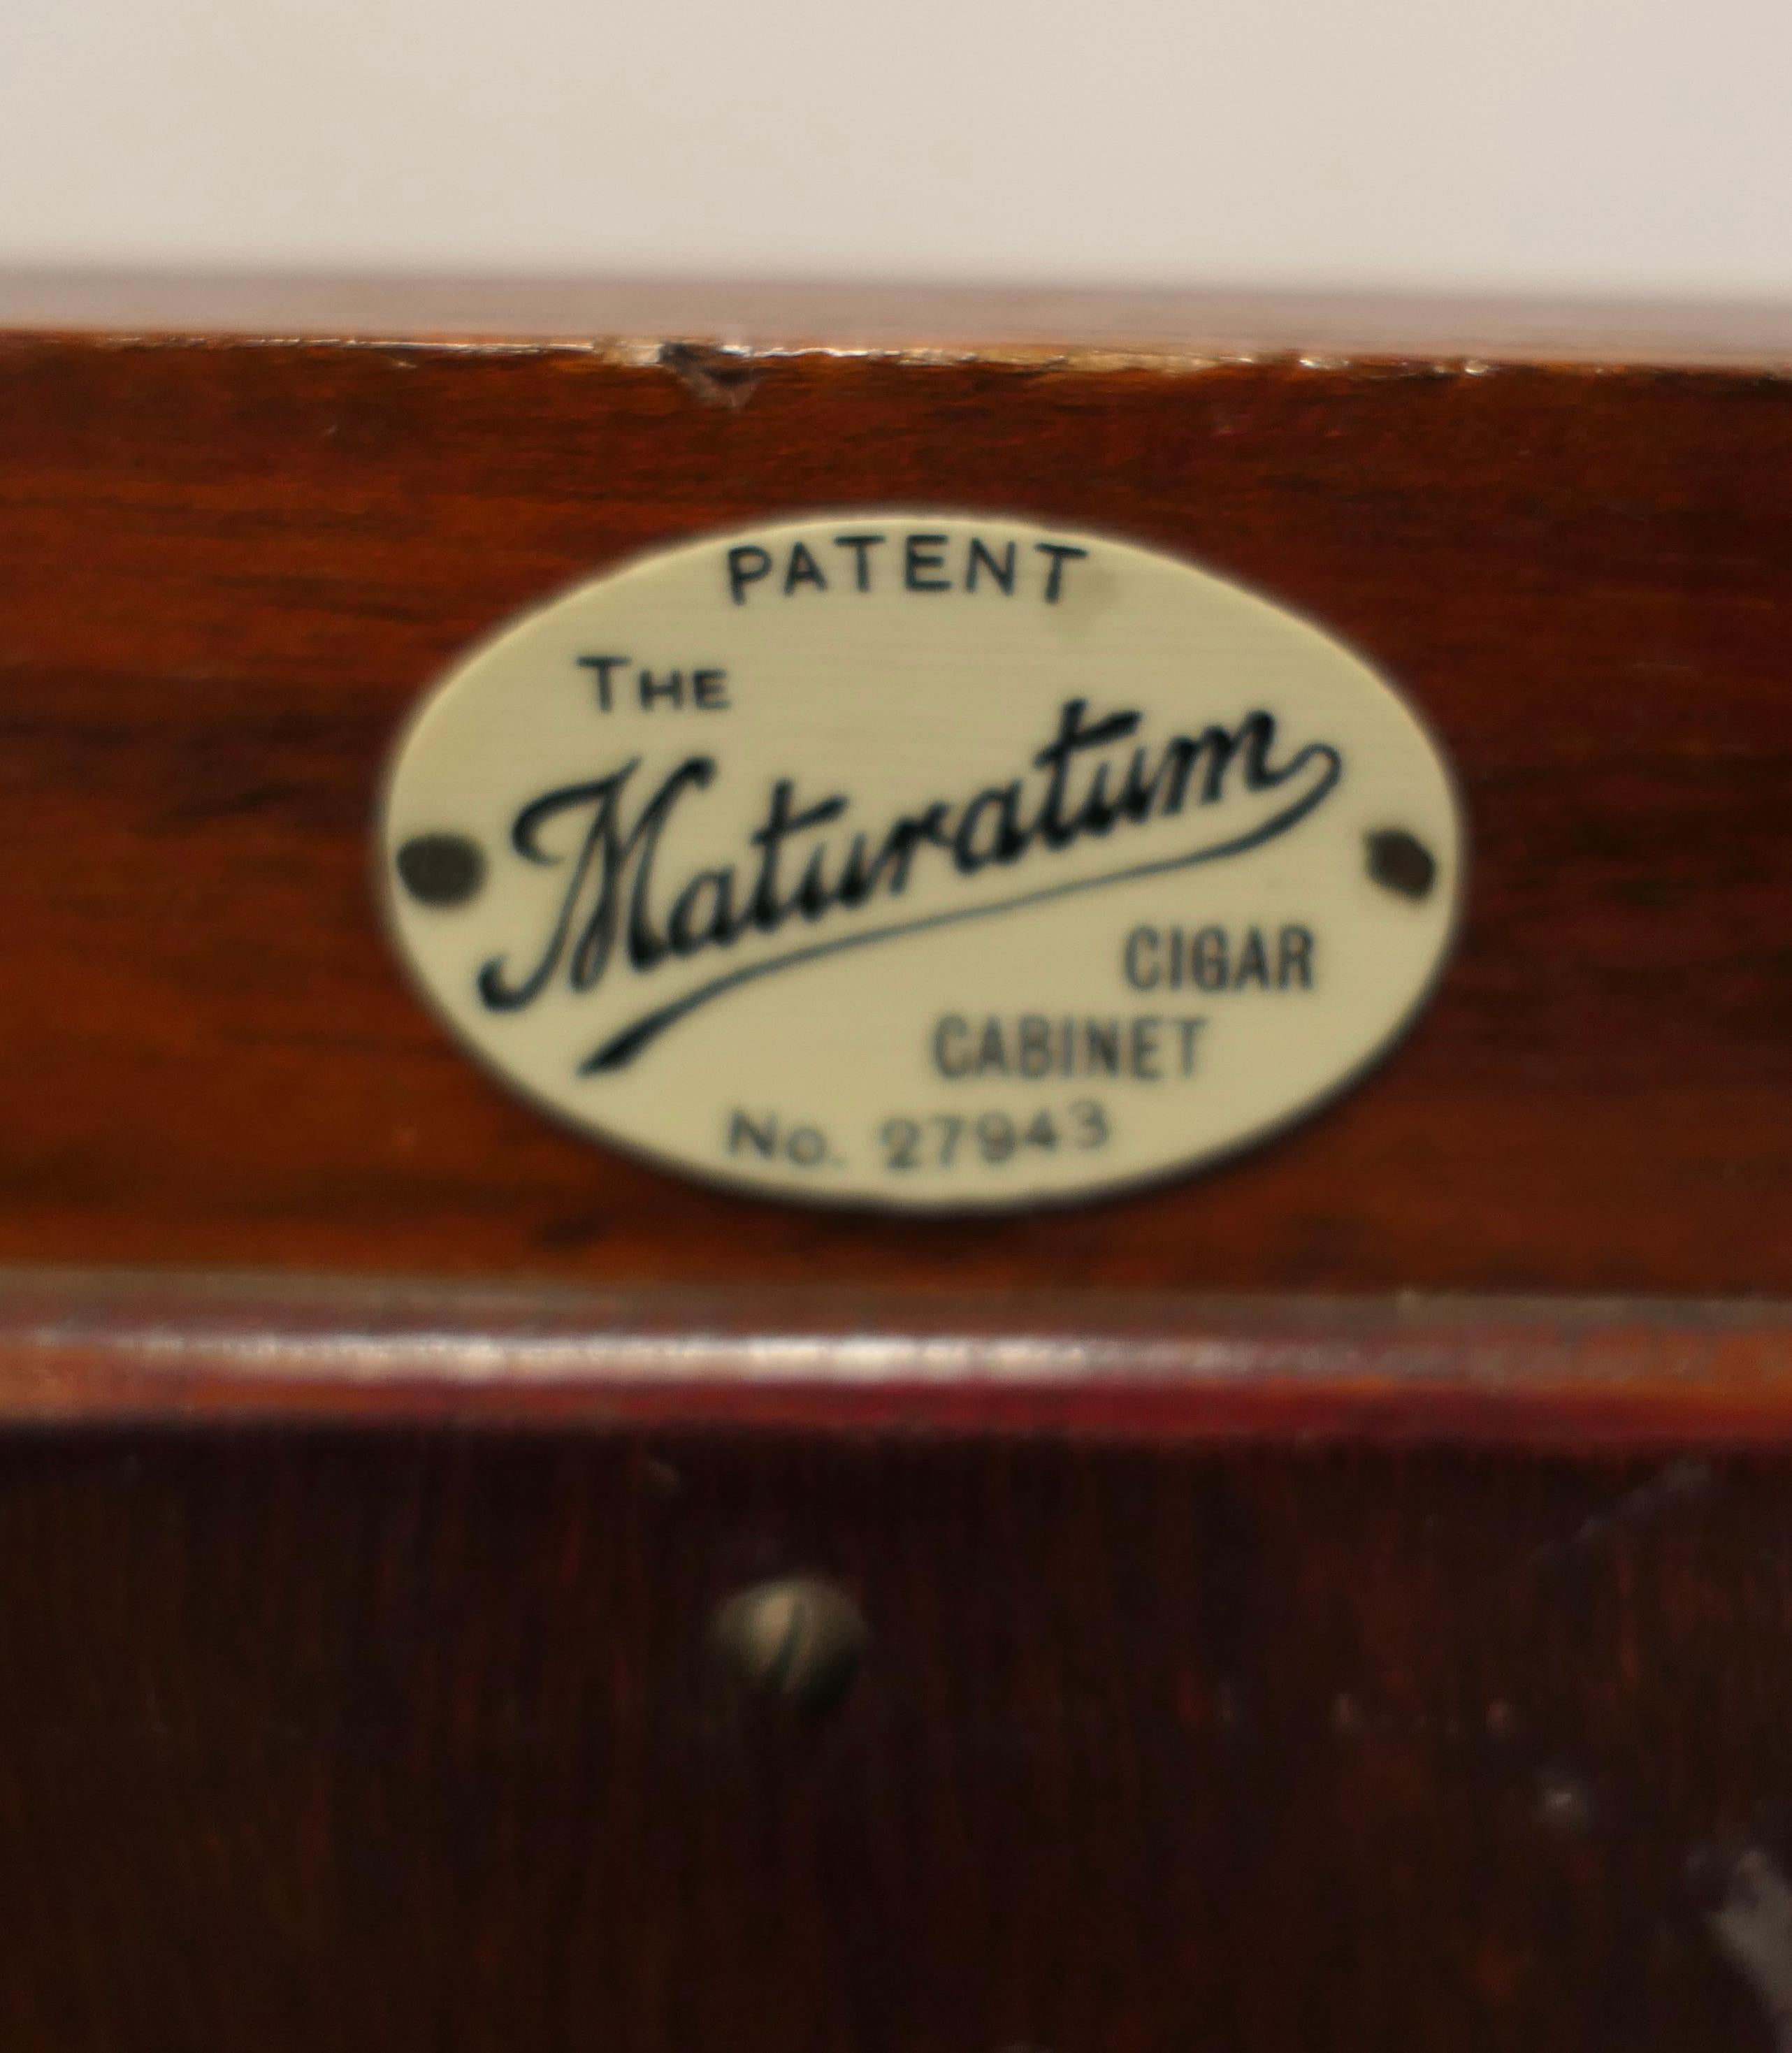 PATENT
THE
Maturatum
CIGAR
CABINET
No. 27943